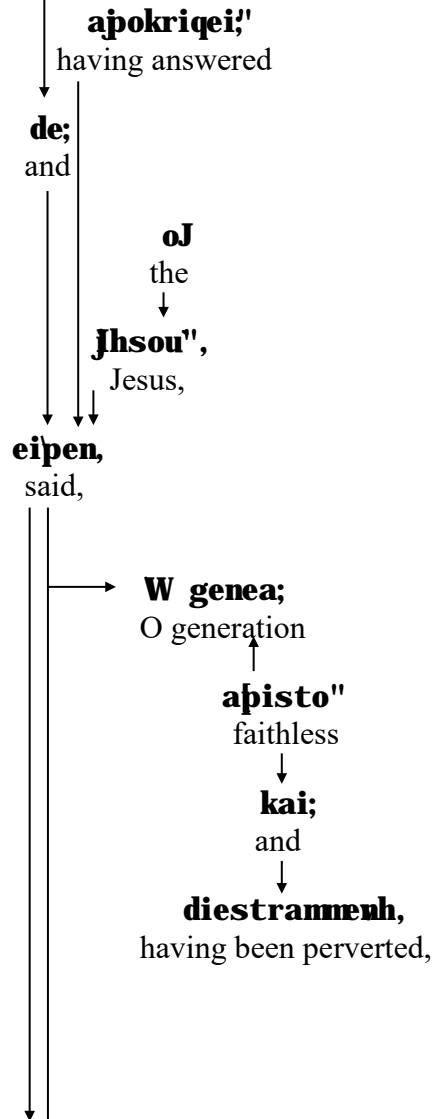 ajpokriqei;"
having answered
de;
and
oJ
the
jIhsou",
Jesus,
ei\pen,
said,
W genea;
O generation
a[pisto"
faithless
kai;
and
diestrammevnh,
having been perverted,